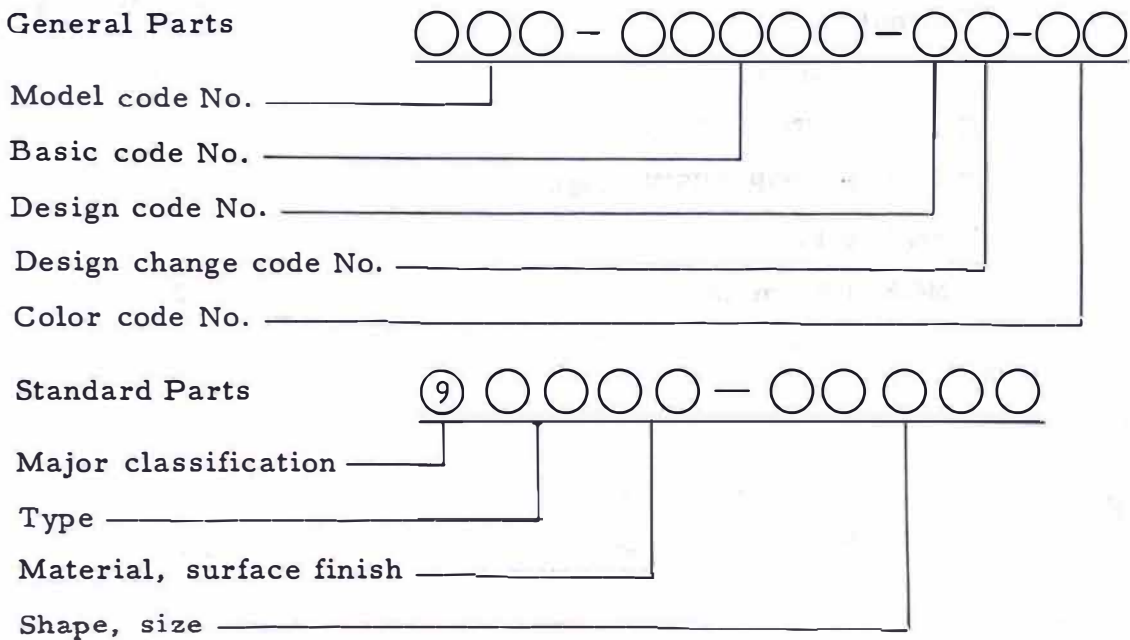 General Parts ○○○ - ○○○○○ - ○○-○○
Model code No.
Basic code No.
Design code No.
Design change code No.
Color code No.
Standard Parts ⑨○○○○ — ○○○○○
Major classification
Type
Material, surface finish
Shape, size